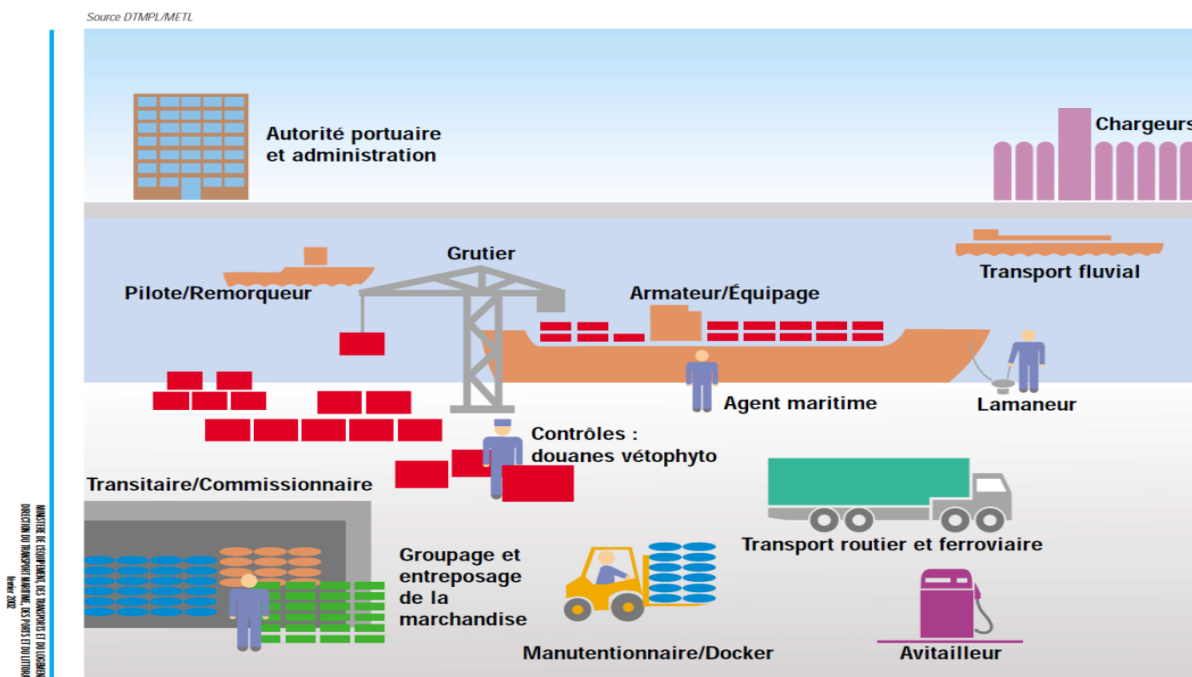 Source DTMPL/METL
Autorité portuaire
et administration
Chargeurs
Grutier
Transport fluvial
Pilote/Remorqueur
Armateur/Équipage
Agent maritime
Lamaneur
Contrôles :
douanes vétophyto
Transitaire/Commissionnaire
Transport routier et ferroviaire
Groupage et
entreposage
de la
marchandise
Manutentionnaire/Docker
Avitailleur
MINISTÈRE DE L'ÉQUIPEMENT, DES TRANSPORTS ET DU LOGEMENT
DIRECTION DU TRANSPORT MARITIME, DES PORTS ET DU LITTORAL
février 2002